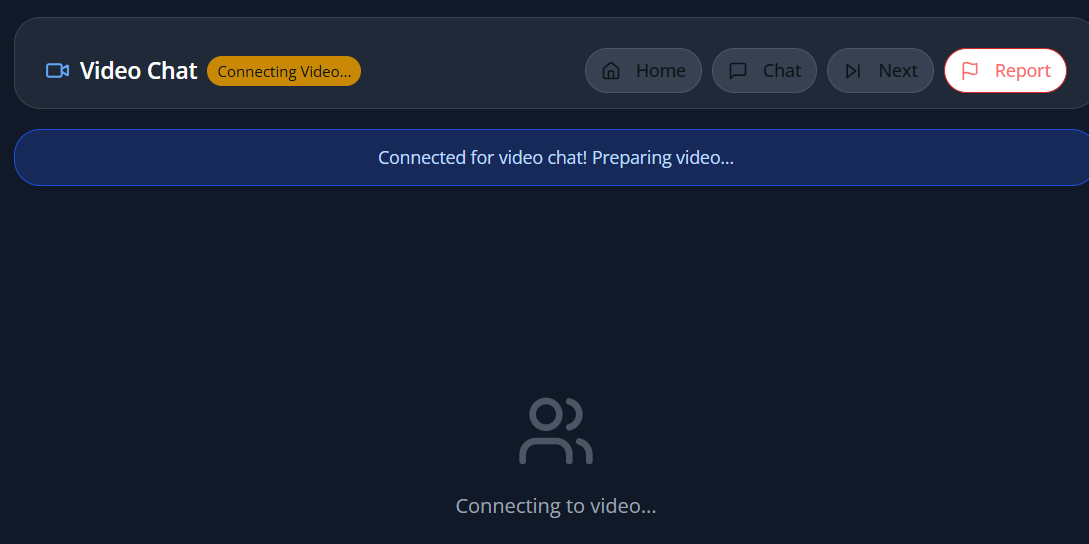 Video Chat Connecting Video... Home Chat Next Report
Connected for video chat! Preparing video...
Connecting to video...